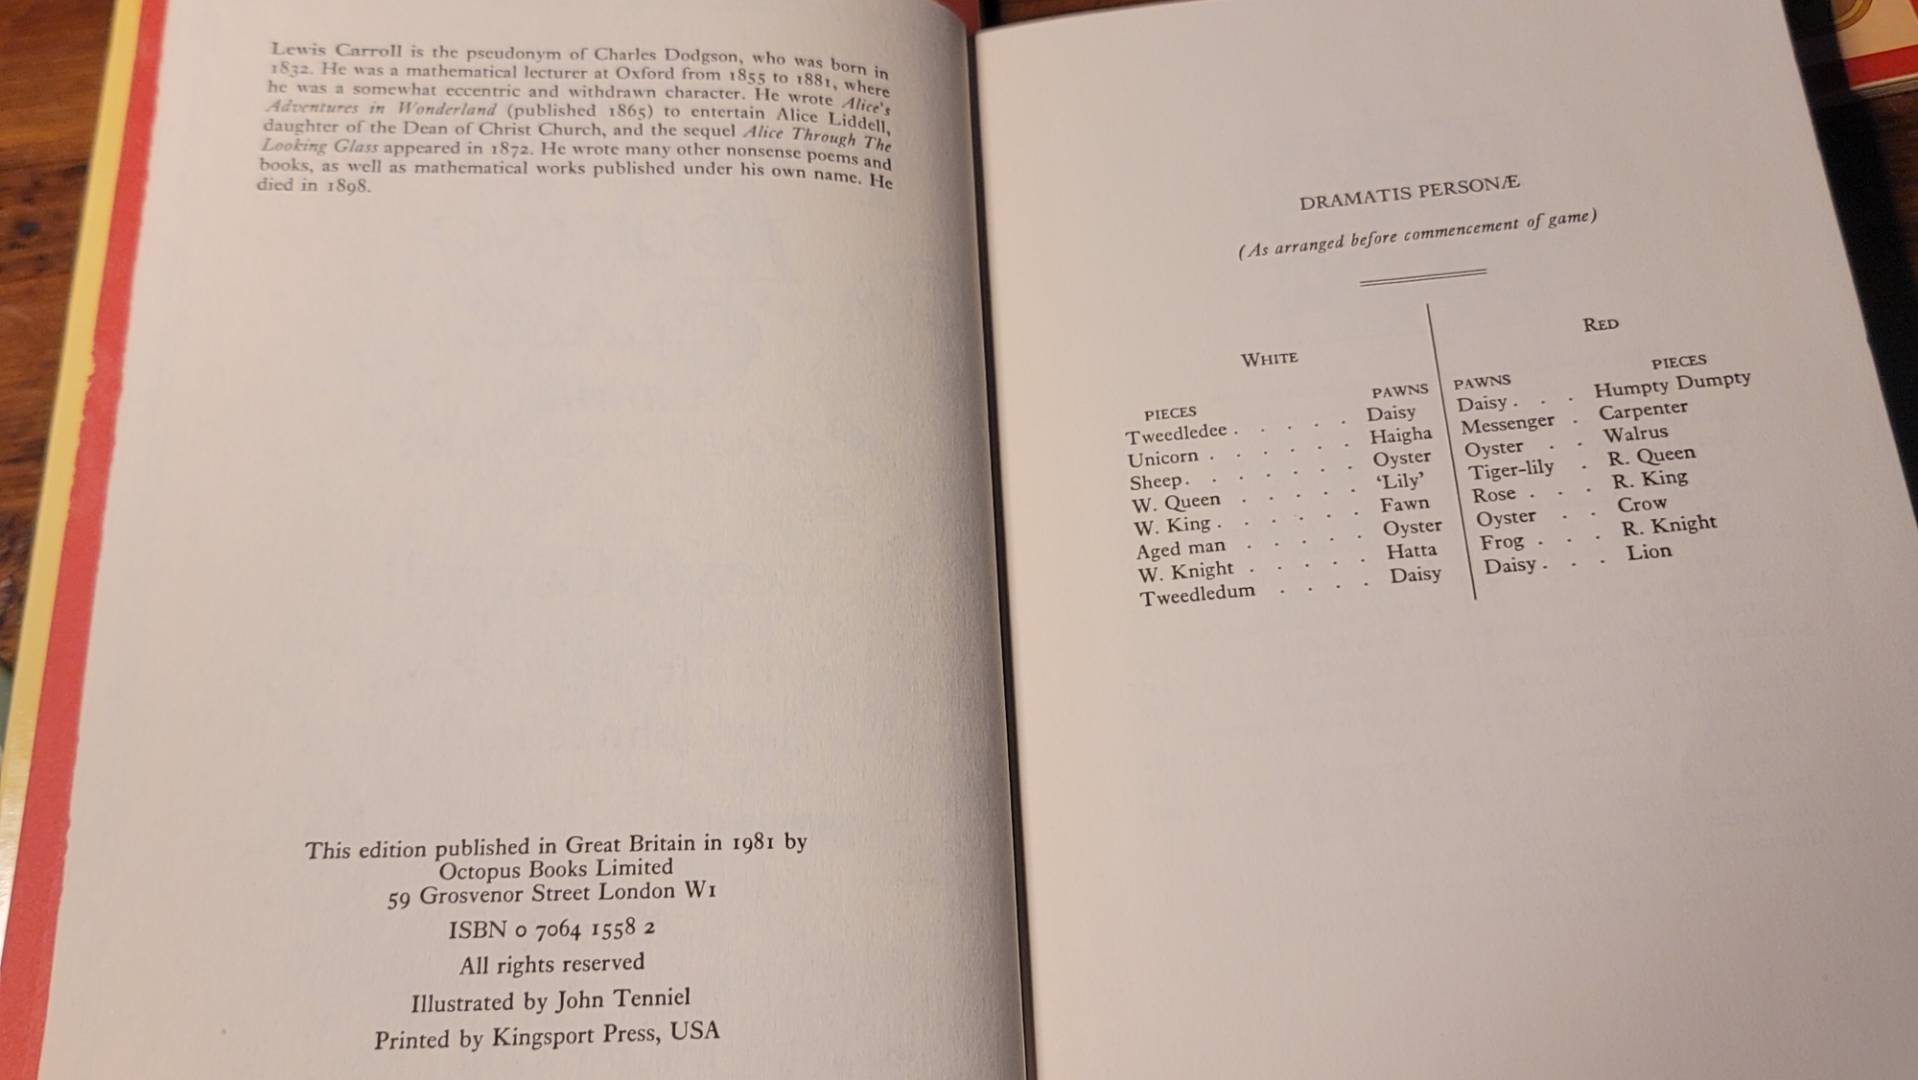 Lewis Carroll is the pseudonym of Charles Dodgson, who was born in
1832. He was a mathematical lecturer at Oxford from 1855 to 1881, where
he was a somewhat eccentric and withdrawn character. He wrote Alice's
Adventures in Wonderland (published 1865) to entertain Alice Liddell,
daughter of the Dean of Christ Church, and the sequel Alice Through The
Looking Glass appeared in 1872. He wrote many other nonsense poems and
books, as well as mathematical works published under his own name. He
died in 1898.
This edition published in Great Britain in 1981 by
Octopus Books Limited
59 Grosvenor Street London W1
ISBN 0 7064 1558 2
All rights reserved
Illustrated by John Tenniel
Printed by Kingsport Press, USA
DRAMATIS PERSONÆ
(As arranged before commencement of game)
WHITE RED
PIECES PAWNS PAWNS PIECES
Tweedledee . . . . . Daisy Daisy . . . Humpty Dumpty
Unicorn . . . . . . Haigha Messenger . Carpenter
Sheep . . . . . . . Oyster Oyster . . Walrus
W. Queen . . . . . 'Lily' Tiger-lily . R. Queen
W. King . . . . . . Fawn Rose . . . R. King
Aged man . . . . . Oyster Oyster . . Crow
W. Knight . . . . . Hatta Frog . . . R. Knight
Tweedledum . . . . Daisy Daisy . . . Lion